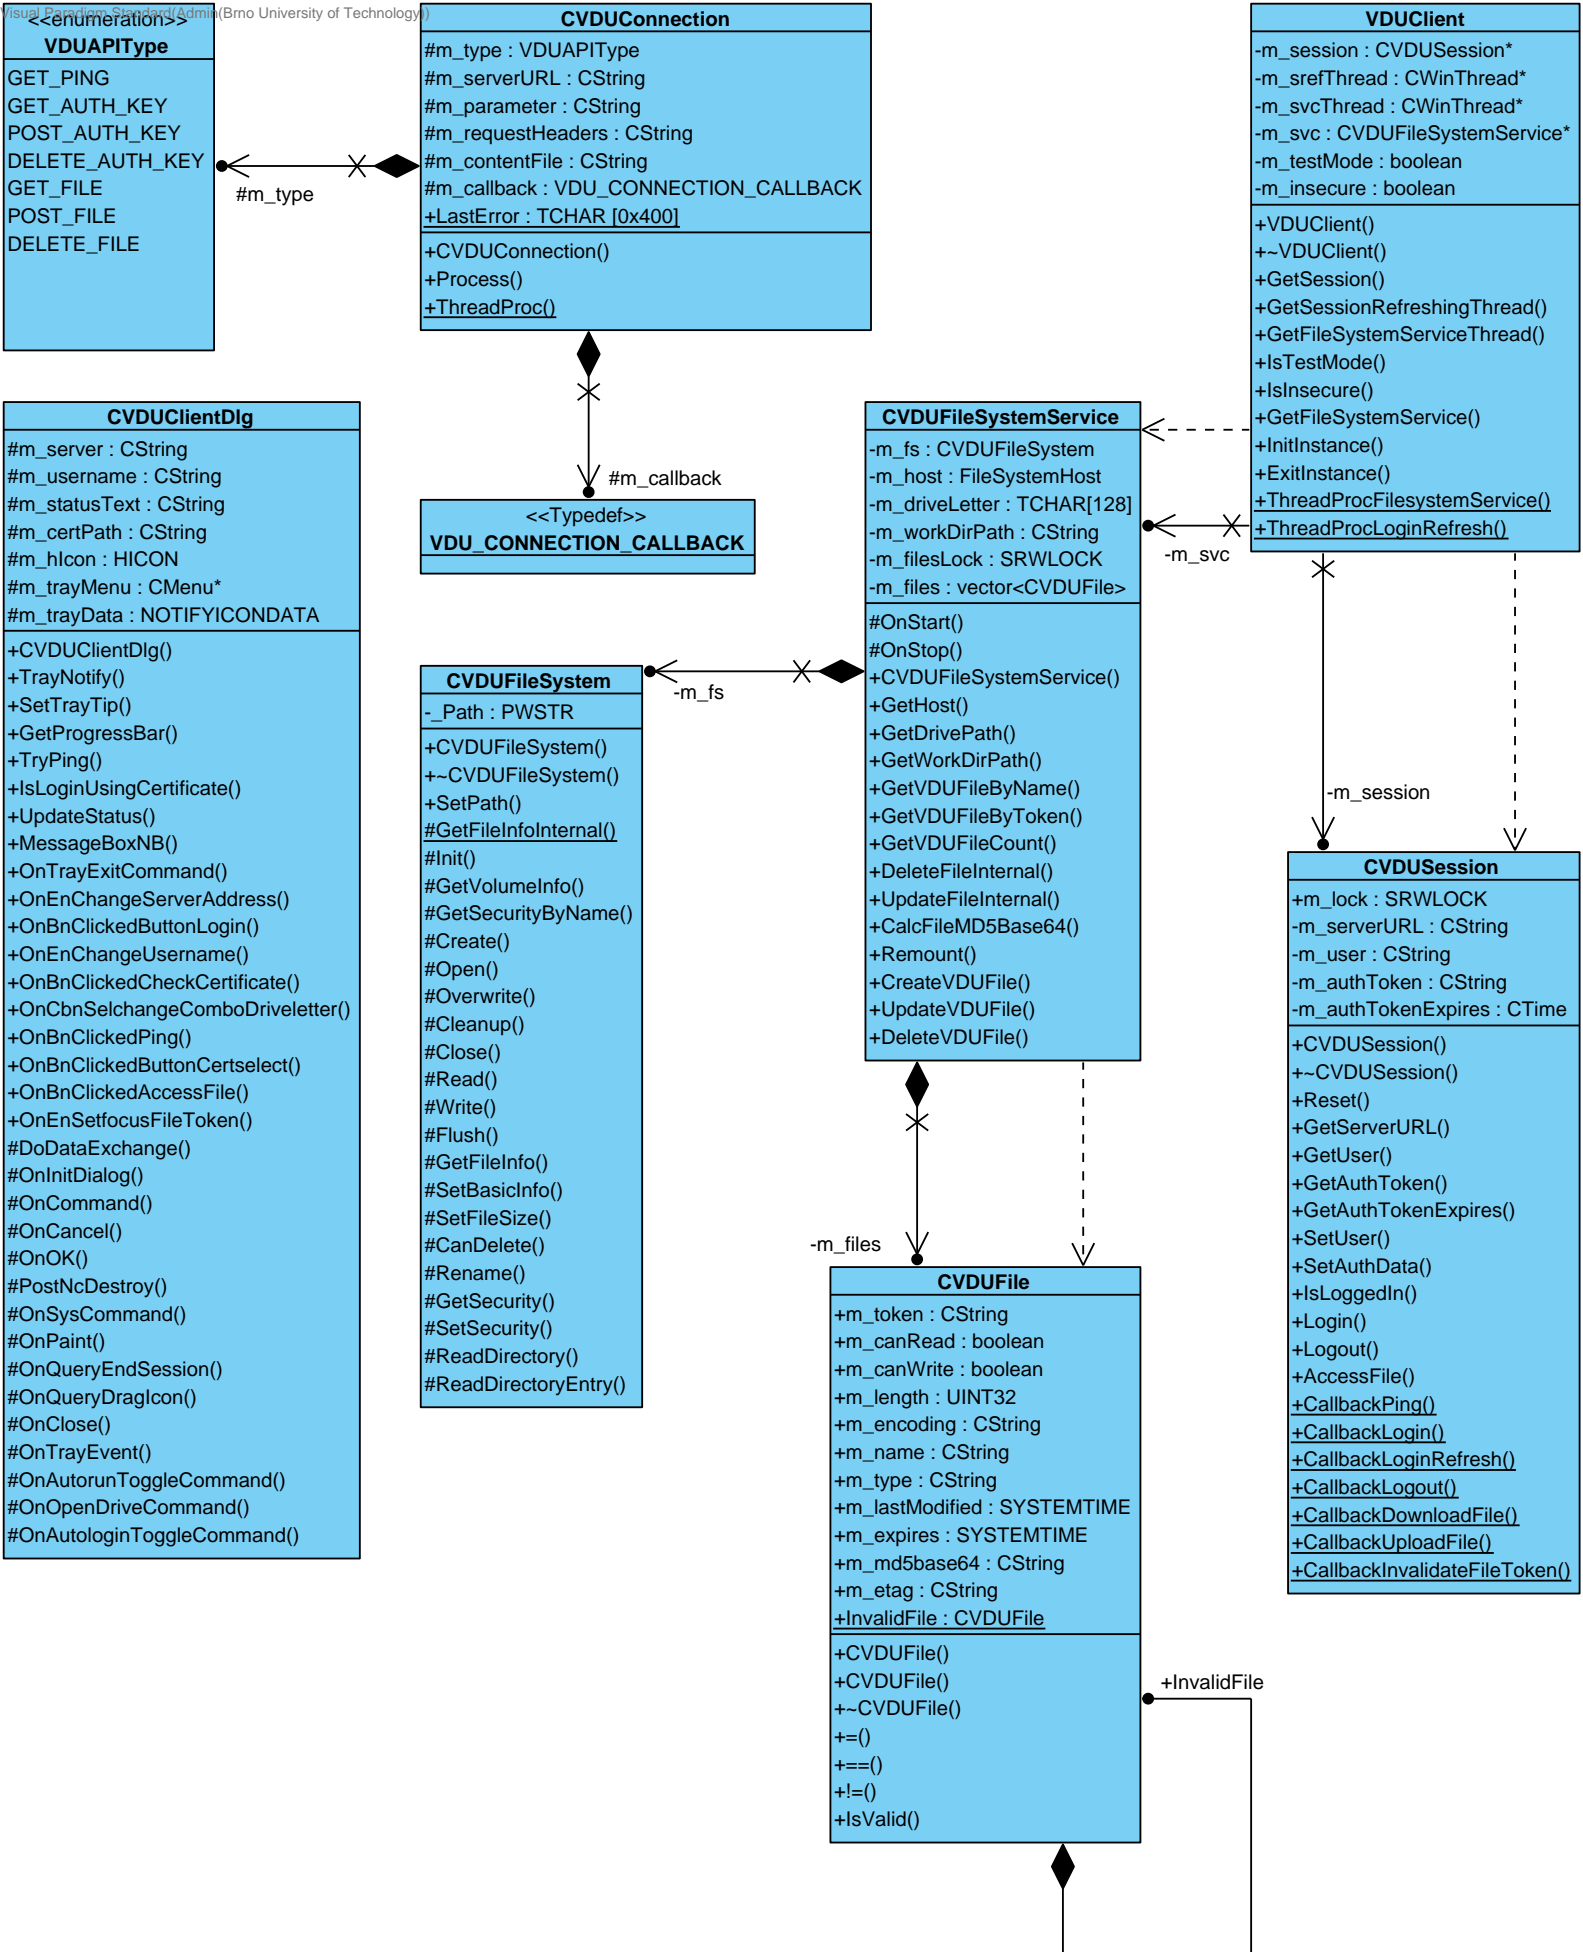 Visual Paradigm Standard(Admin(Brno University of Technology))
<<enumeration>>
VDUAPIType
GET_PING
GET_AUTH_KEY
POST_AUTH_KEY
DELETE_AUTH_KEY
GET_FILE
POST_FILE
DELETE_FILE
#m_type
CVDUConnection
#m_type : VDUAPIType
#m_serverURL : CString
#m_parameter : CString
#m_requestHeaders : CString
#m_contentFile : CString
#m_callback : VDU_CONNECTION_CALLBACK
+LastError : TCHAR [0x400]
+CVDUConnection()
+Process()
+ThreadProc()
#m_callback
<<Typedef>>
VDU_CONNECTION_CALLBACK
VDUClient
-m_session : CVDUSession*
-m_srefThread : CWinThread*
-m_svcThread : CWinThread*
-m_svc : CVDUFileSystemService*
-m_testMode : boolean
-m_insecure : boolean
+VDUClient()
+~VDUClient()
+GetSession()
+GetSessionRefreshingThread()
+GetFileSystemServiceThread()
+IsTestMode()
+IsInsecure()
+GetFileSystemService()
+InitInstance()
+ExitInstance()
+ThreadProcFilesystemService()
+ThreadProcLoginRefresh()
-m_svc
-m_session
CVDUClientDlg
#m_server : CString
#m_username : CString
#m_statusText : CString
#m_certPath : CString
#m_hIcon : HICON
#m_trayMenu : CMenu*
#m_trayData : NOTIFYICONDATA
+CVDUClientDlg()
+TrayNotify()
+SetTrayTip()
+GetProgressBar()
+TryPing()
+IsLoginUsingCertificate()
+UpdateStatus()
+MessageBoxNB()
+OnTrayExitCommand()
+OnEnChangeServerAddress()
+OnBnClickedButtonLogin()
+OnEnChangeUsername()
+OnBnClickedCheckCertificate()
+OnCbnSelchangeComboDriveletter()
+OnBnClickedPing()
+OnBnClickedButtonCertselect()
+OnBnClickedAccessFile()
+OnEnSetfocusFileToken()
#DoDataExchange()
#OnInitDialog()
#OnCommand()
#OnCancel()
#OnOK()
#PostNcDestroy()
#OnSysCommand()
#OnPaint()
#OnQueryEndSession()
#OnQueryDragIcon()
#OnClose()
#OnTrayEvent()
#OnAutorunToggleCommand()
#OnOpenDriveCommand()
#OnAutologinToggleCommand()
CVDUFileSystem
-_Path : PWSTR
+CVDUFileSystem()
+~CVDUFileSystem()
+SetPath()
#GetFileInfoInternal()
#Init()
#GetVolumeInfo()
#GetSecurityByName()
#Create()
#Open()
#Overwrite()
#Cleanup()
#Close()
#Read()
#Write()
#Flush()
#GetFileInfo()
#SetBasicInfo()
#SetFileSize()
#CanDelete()
#Rename()
#GetSecurity()
#SetSecurity()
#ReadDirectory()
#ReadDirectoryEntry()
-m_fs
CVDUFileSystemService
-m_fs : CVDUFileSystem
-m_host : FileSystemHost
-m_driveLetter : TCHAR[128]
-m_workDirPath : CString
-m_filesLock : SRWLOCK
-m_files : vector<CVDUFile>
#OnStart()
#OnStop()
+CVDUFileSystemService()
+GetHost()
+GetDrivePath()
+GetWorkDirPath()
+GetVDUFileByName()
+GetVDUFileByToken()
+GetVDUFileCount()
+DeleteFileInternal()
+UpdateFileInternal()
+CalcFileMD5Base64()
+Remount()
+CreateVDUFile()
+UpdateVDUFile()
+DeleteVDUFile()
-m_files
CVDUSession
+m_lock : SRWLOCK
-m_serverURL : CString
-m_user : CString
-m_authToken : CString
-m_authTokenExpires : CTime
+CVDUSession()
+~CVDUSession()
+Reset()
+GetServerURL()
+GetUser()
+GetAuthToken()
+GetAuthTokenExpires()
+SetUser()
+SetAuthData()
+IsLoggedIn()
+Login()
+Logout()
+AccessFile()
+CallbackPing()
+CallbackLogin()
+CallbackLoginRefresh()
+CallbackLogout()
+CallbackDownloadFile()
+CallbackUploadFile()
+CallbackInvalidateFileToken()
CVDUFile
+m_token : CString
+m_canRead : boolean
+m_canWrite : boolean
+m_length : UINT32
+m_encoding : CString
+m_name : CString
+m_type : CString
+m_lastModified : SYSTEMTIME
+m_expires : SYSTEMTIME
+m_md5base64 : CString
+m_etag : CString
+InvalidFile : CVDUFile
+CVDUFile()
+CVDUFile()
+~CVDUFile()
+=()
+==()
+!=()
+IsValid()
+InvalidFile